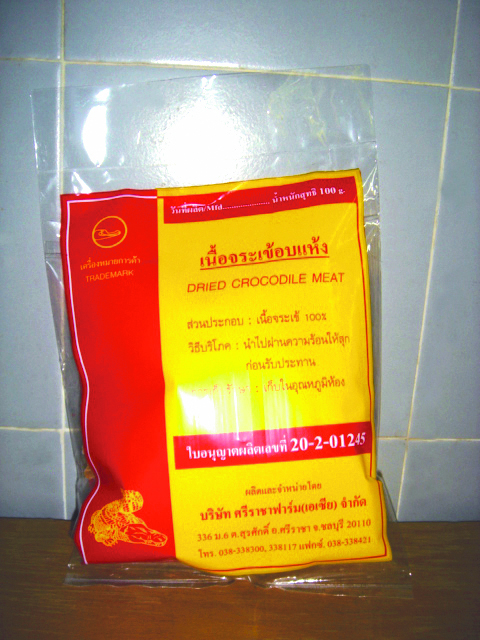 วันที่ผลิต/Mfd..................... น้ำหนักสุทธิ 100 g.
เครื่องหมายการค้า
TRADEMARK
เนื้อจระเข้อบแห้ง
DRIED CROCODILE MEAT
ส่วนประกอบ : เนื้อจระเข้ 100%
วิธีบริโภค : นำไปผ่านความร้อนให้สุก
ก่อนรับประทาน
: เก็บในอุณหภูมิห้อง
ใบอนุญาตผลิตเลขที่ 20-2-01245
ผลิตและจำหน่ายโดย
บริษัท ศรีราชาฟาร์ม(เอเซีย) จำกัด
336 ม.6 ต.สุรศักดิ์ อ.ศรีราชา จ.ชลบุรี 20110
โทร. 038-338300, 338117 แฟกซ์. 038-338421